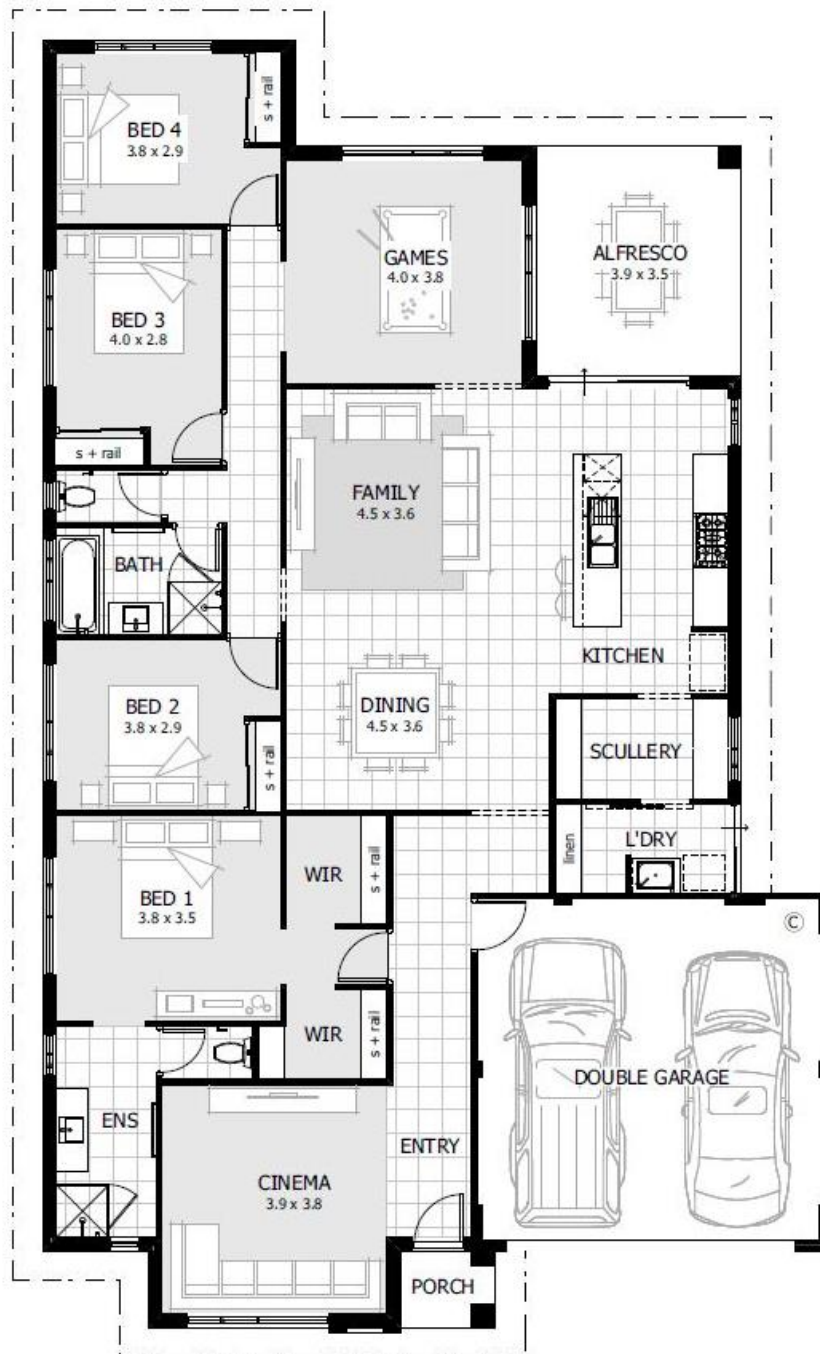 BED 4
3.8 x 2.9
s + rail
GAMES
4.0 x 3.8
ALFRESCO
3.9 x 3.5
BED 3
4.0 x 2.8
s + rail
FAMILY
4.5 x 3.6
BATH
KITCHEN
BED 2
3.8 x 2.9
s + rail
DINING
4.5 x 3.6
SCULLERY
linen
L'DRY
BED 1
3.8 x 3.5
WIR
s + rail
©
WIR
s + rail
DOUBLE GARAGE
ENS
ENTRY
CINEMA
3.9 x 3.8
PORCH